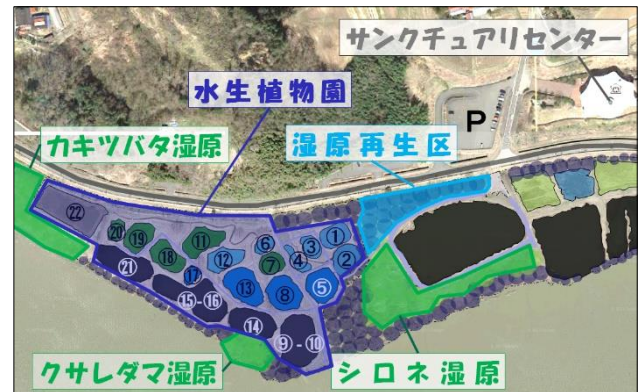 サンクチュアリセンター
水生植物園
P
カキツバタ湿原
湿原再生区
㉒
⑳
⑲
⑪
⑥
③
①
⑱
⑫
⑦
④
②
㉑
⑰
⑬
⑧
⑤
⑮-⑯
⑭
⑨-⑩
クサレダマ湿原
シロネ湿原